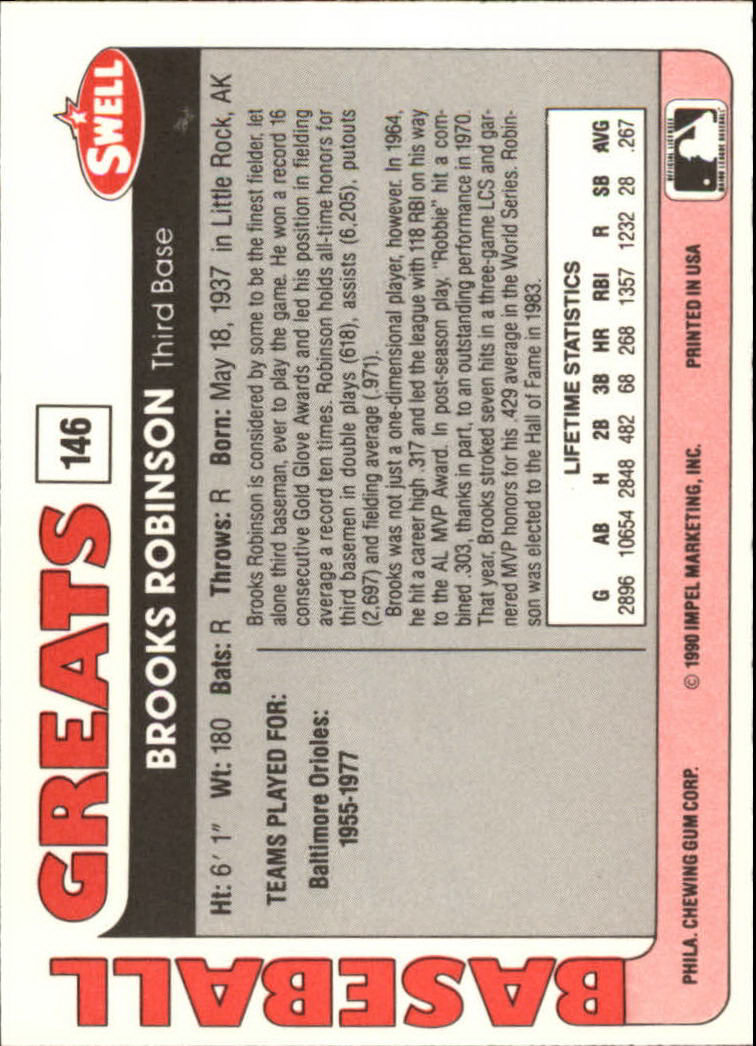 BASEBALL
GREATS
146
SWELL
BROOKS ROBINSON Third Base
Ht: 6′ 1″ Wt: 180 Bats: R Throws: R Born: May 18, 1937 in Little Rock, AK
TEAMS PLAYED FOR:
Baltimore Orioles:
1955-1977
Brooks Robinson is considered by some to be the finest fielder, let
alone third baseman, ever to play the game. He won a record 16
consecutive Gold Glove Awards and led his position in fielding
average a record ten times. Robinson holds all-time honors for
third basemen in double plays (618), assists (6,205), putouts
(2,697) and fielding average (.971).
Brooks was not just a one-dimensional player, however. In 1964,
he hit a career high .317 and led the league with 118 RBI on his way
to the AL MVP Award. In post-season play, "Robbie" hit a com-
bined .303, thanks in part, to an outstanding performance in 1970.
That year, Brooks stroked seven hits in a three-game LCS and gar-
nered MVP honors for his .429 average in the World Series. Robin-
son was elected to the Hall of Fame in 1983.
LIFETIME STATISTICS
G AB H 2B 3B HR RBI R SB AVG
2896 10654 2848 482 68 268 1357 1232 28 .267
PHILA. CHEWING GUM CORP. © 1990 IMPEL MARKETING, INC. PRINTED IN USA
OFFICIAL LICENSEE
MAJOR LEAGUE BASEBALL